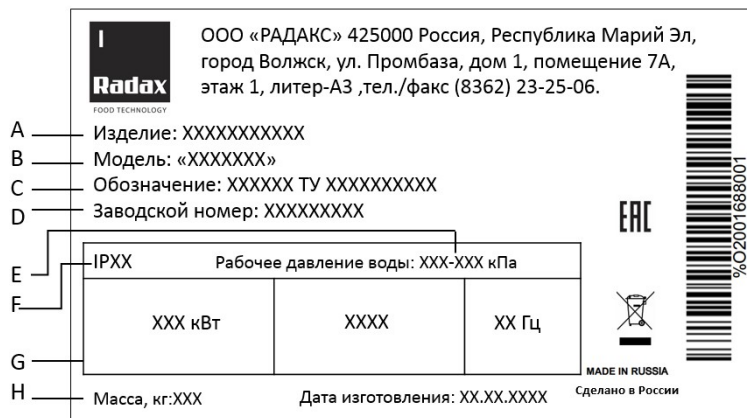 I
Radax
FOOD TECHNOLOGY
ООО «РАДАКС» 425000 Россия, Республика Марий Эл,
город Волжск, ул. Промбаза, дом 1, помещение 7А,
этаж 1, литер-А3 ,тел./факс (8362) 23-25-06.
A Изделие: XXXXXXXXXXX
B Модель: «XXXXXXX»
C Обозначение: XXXXXX ТУ XXXXXXXXXX
D Заводской номер: XXXXXXXXX
E
F IPXX Рабочее давление воды: XXX-XXX кПа
XXX кВт XXXX XX Гц
G
H Масса, кг:XXX Дата изготовления: XX.XX.XXXX
EAC
MADE IN RUSSIA
Сделано в России
%O2001688001